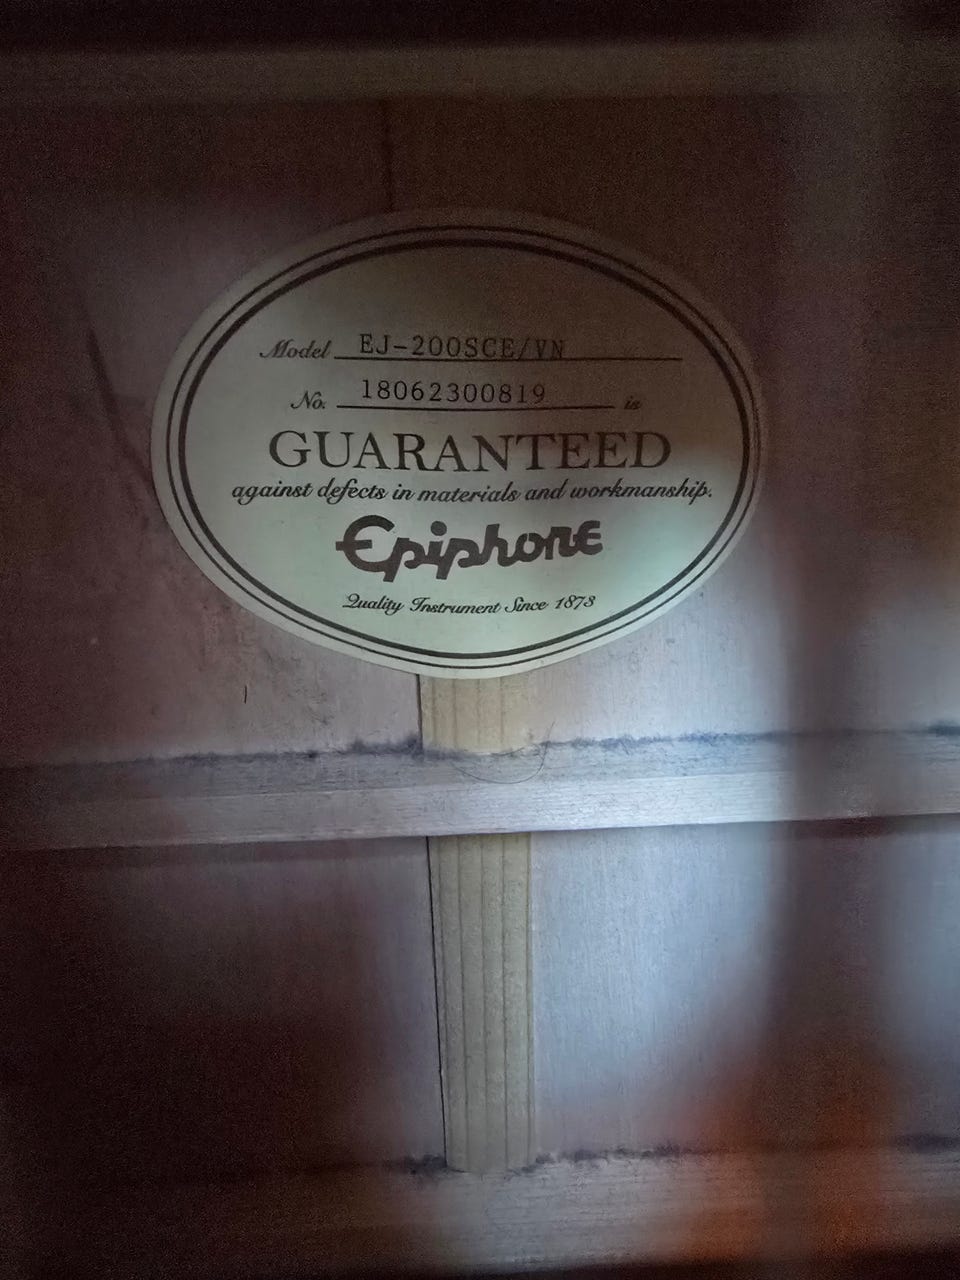 Model EJ-200SCE/VN
No. 18062300819 is
GUARANTEED
against defects in materials and workmanship.
Epiphone
Quality Instrument Since 1873